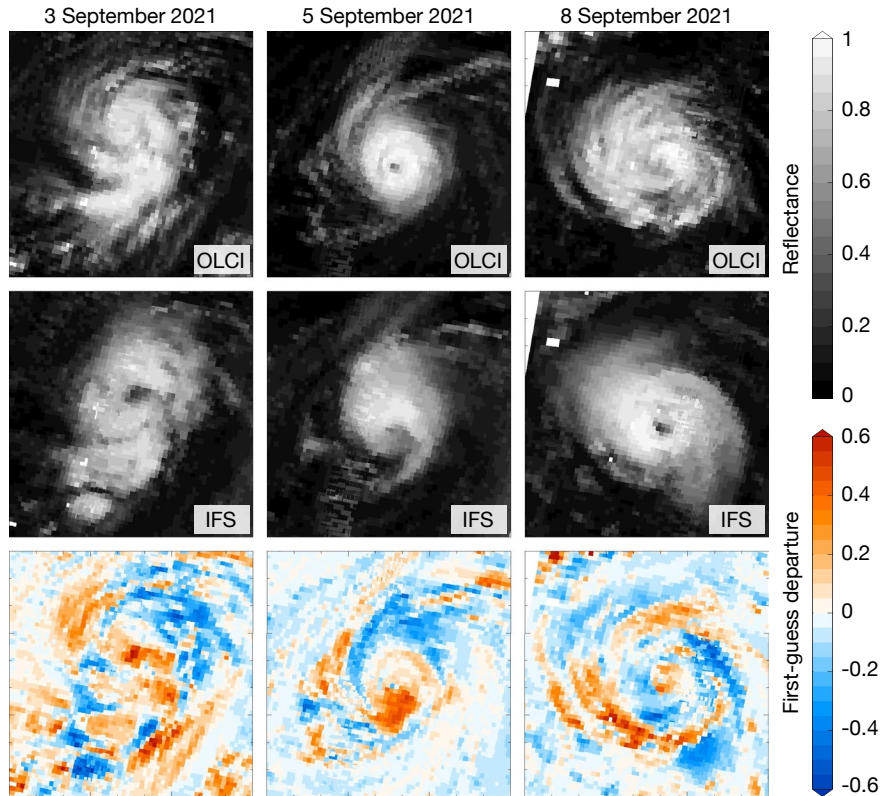 3 September 2021
5 September 2021
8 September 2021
OLCI
OLCI
OLCI
1
0.8
0.6
0.4
0.2
0
Reflectance
IFS
IFS
IFS
0.6
0.4
0.2
0
-0.2
-0.4
-0.6
First-guess departure